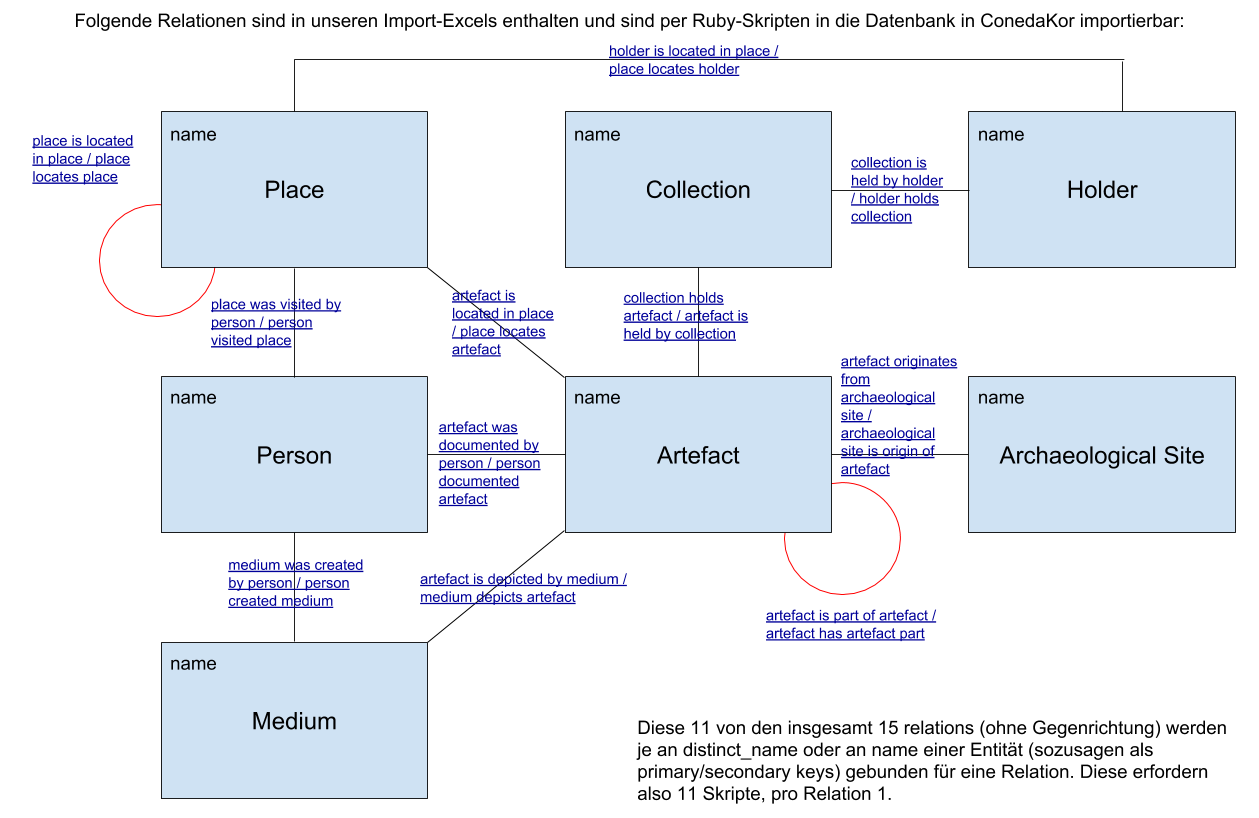 Folgende Relationen sind in unseren Import-Excels enthalten und sind per Ruby-Skripten in die Datenbank in ConedaKor importierbar:
holder is located in place /
place locates holder
place is located
in place / place
locates place
name
Place
name
Collection
collection is
held by holder
/ holder holds
collection
name
Holder
place was visited by
person / person
visited place
artefact is
located in place
/ place locates
artefact
collection holds
artefact / artefact is
held by collection
name
Person
artefact was
documented by
person / person
documented
artefact
name
Artefact
artefact originates
from
archaeological
site /
archaeological
site is origin of
artefact
name
Archaeological Site
medium was created
by person / person
created medium
artefact is depicted by medium /
medium depicts artefact
artefact is part of artefact /
artefact has artefact part
name
Medium
Diese 11 von den insgesamt 15 relations (ohne Gegenrichtung) werden
je an distinct_name oder an name einer Entität (sozusagen als
primary/secondary keys) gebunden für eine Relation. Diese erfordern
also 11 Skripte, pro Relation 1.